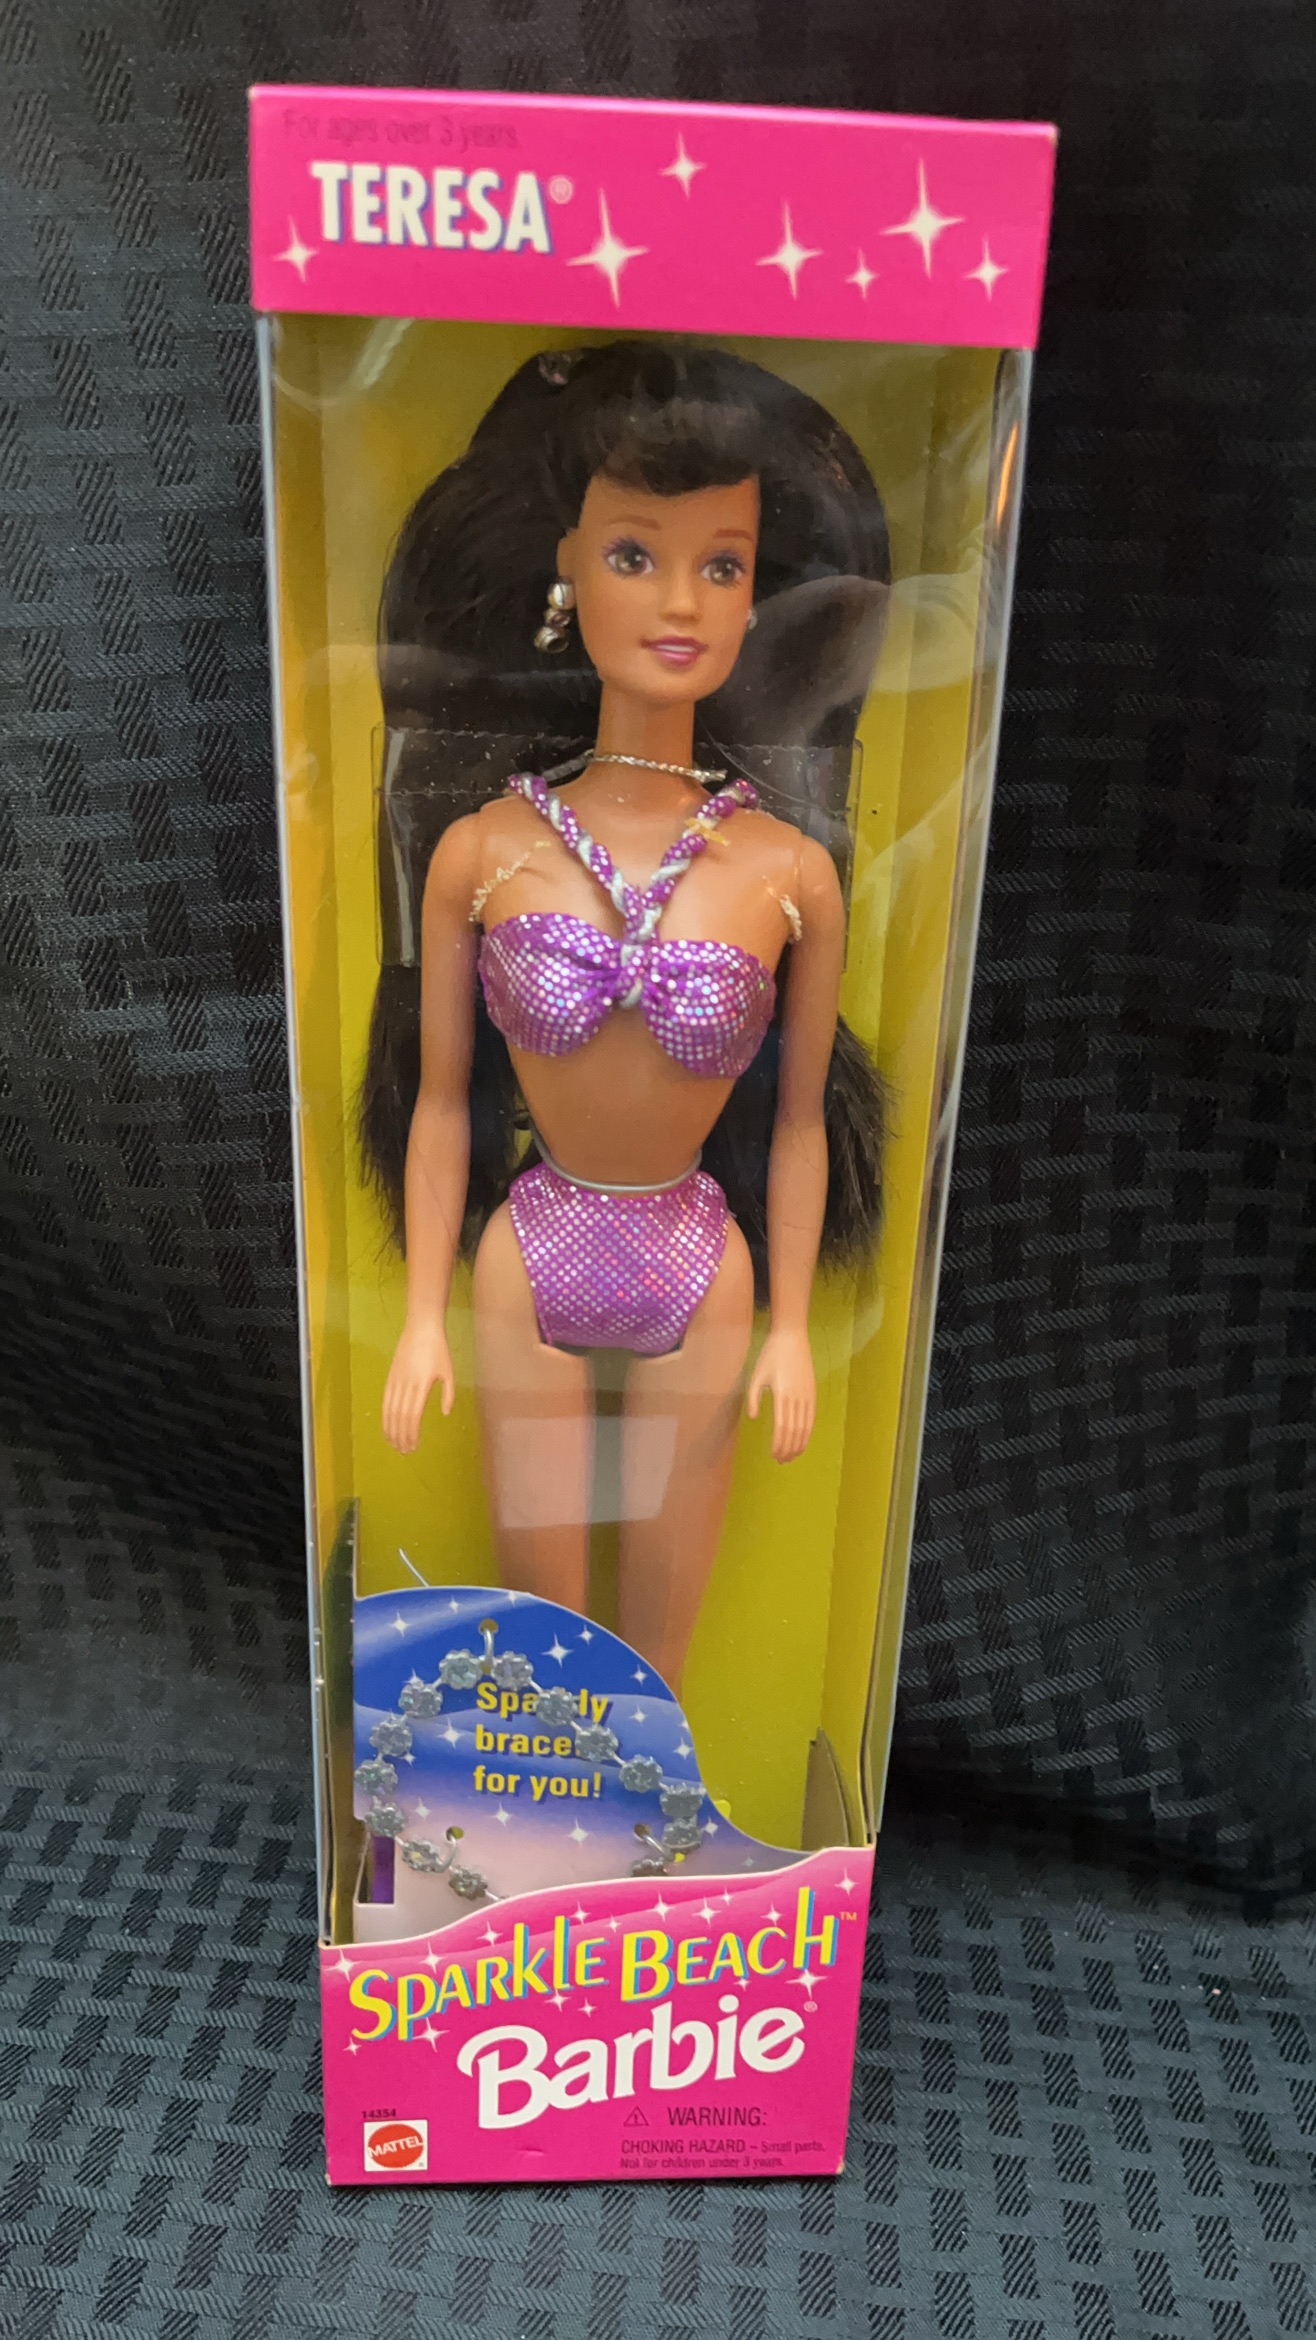 For ages over 3 years.
TERESA®
Spa ly
brace
for you!
SPARKLE BEACH™
Barbie®
14354
MATTEL
®
⚠ WARNING:
CHOKING HAZARD – Small parts.
Not for children under 3 years.